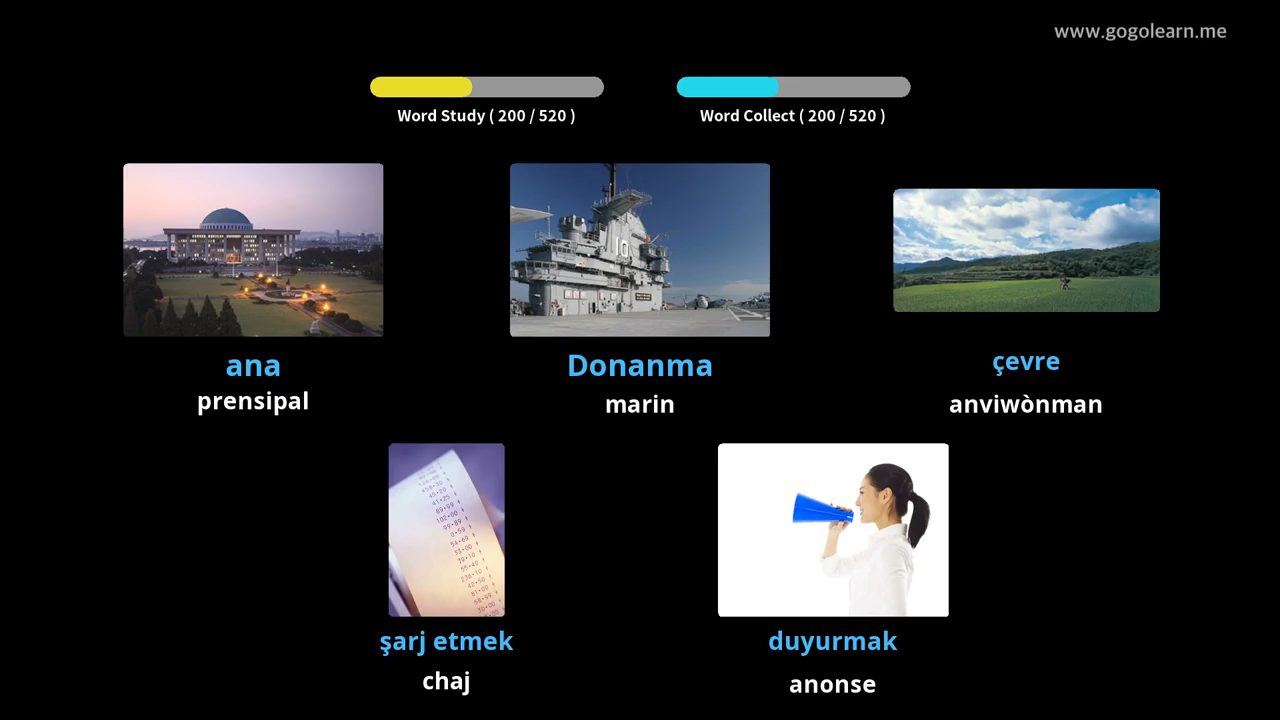 www.gogolearn.me
Word Study ( 200 / 520 )
Word Collect ( 200 / 520 )
10
ana
prensipal
Donanma
marin
çevre
anviwònman
şarj etmek
chaj
duyurmak
anonse